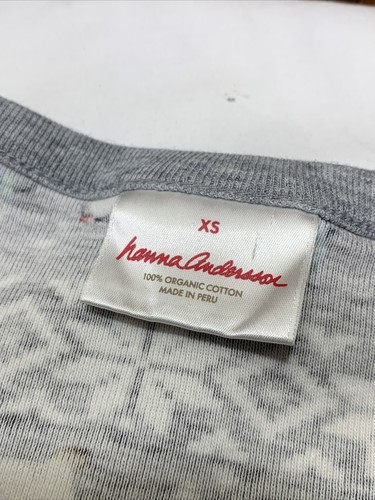 XS
hanna andersson
100% ORGANIC COTTON
MADE IN PERU